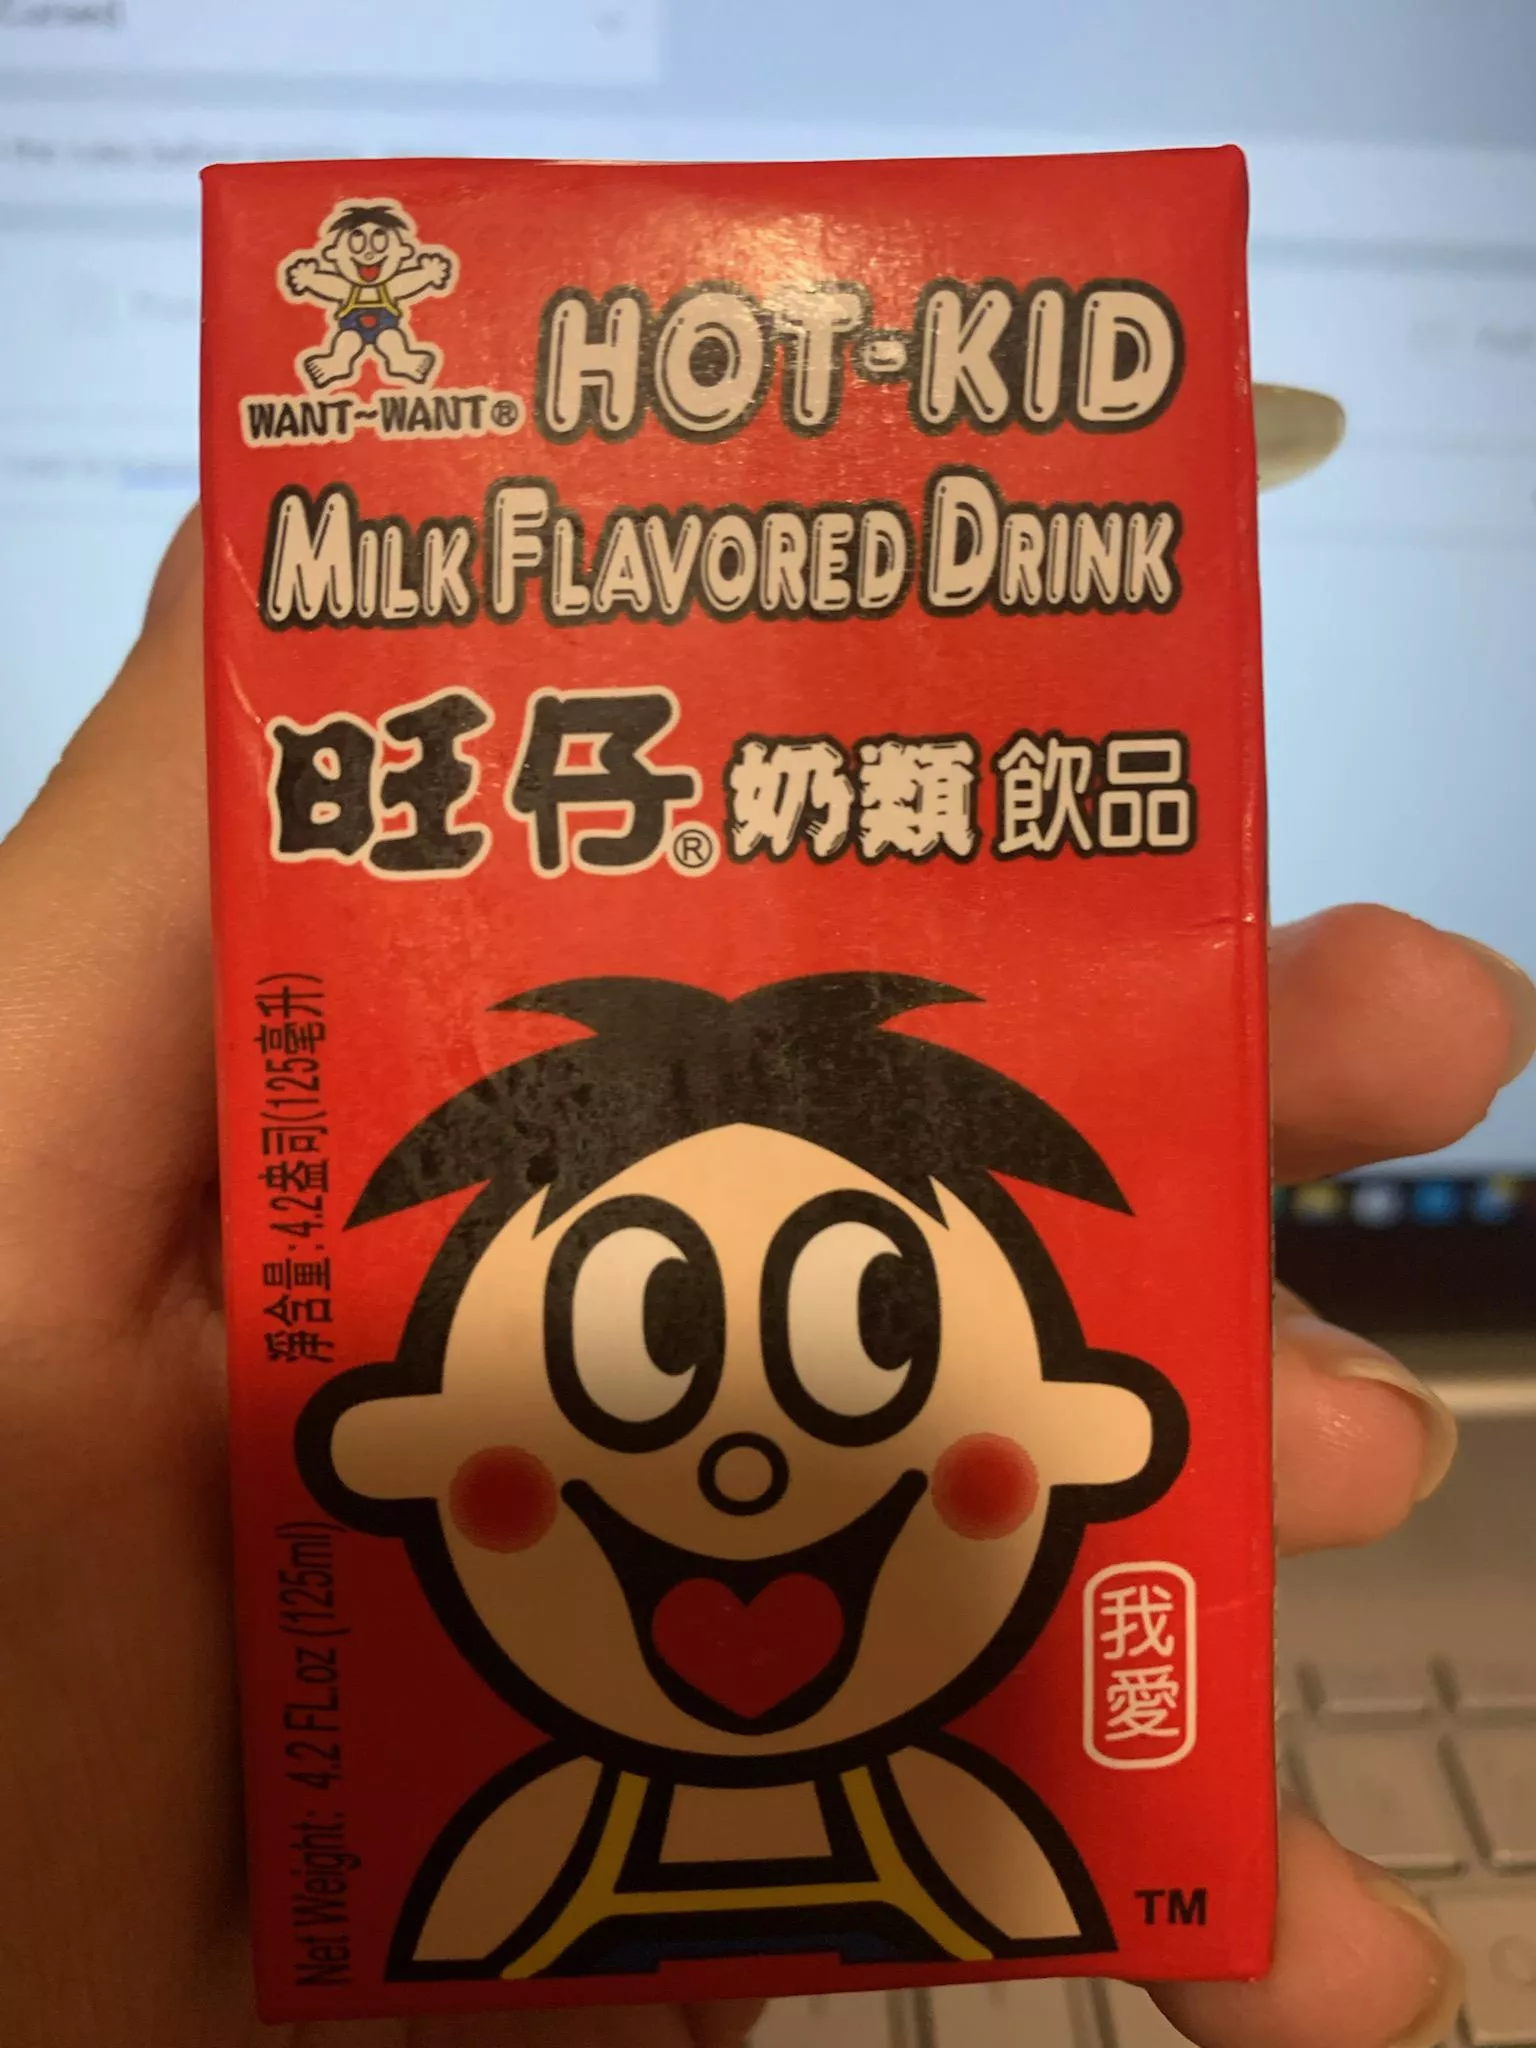 WANT~WANT®
HOT-KID
MILK FLAVORED DRINK
旺仔® 奶類飲品
淨含量:4.2盎司(125毫升)
Net Weight: 4.2 FL.oz (125ml)
我
愛
TM